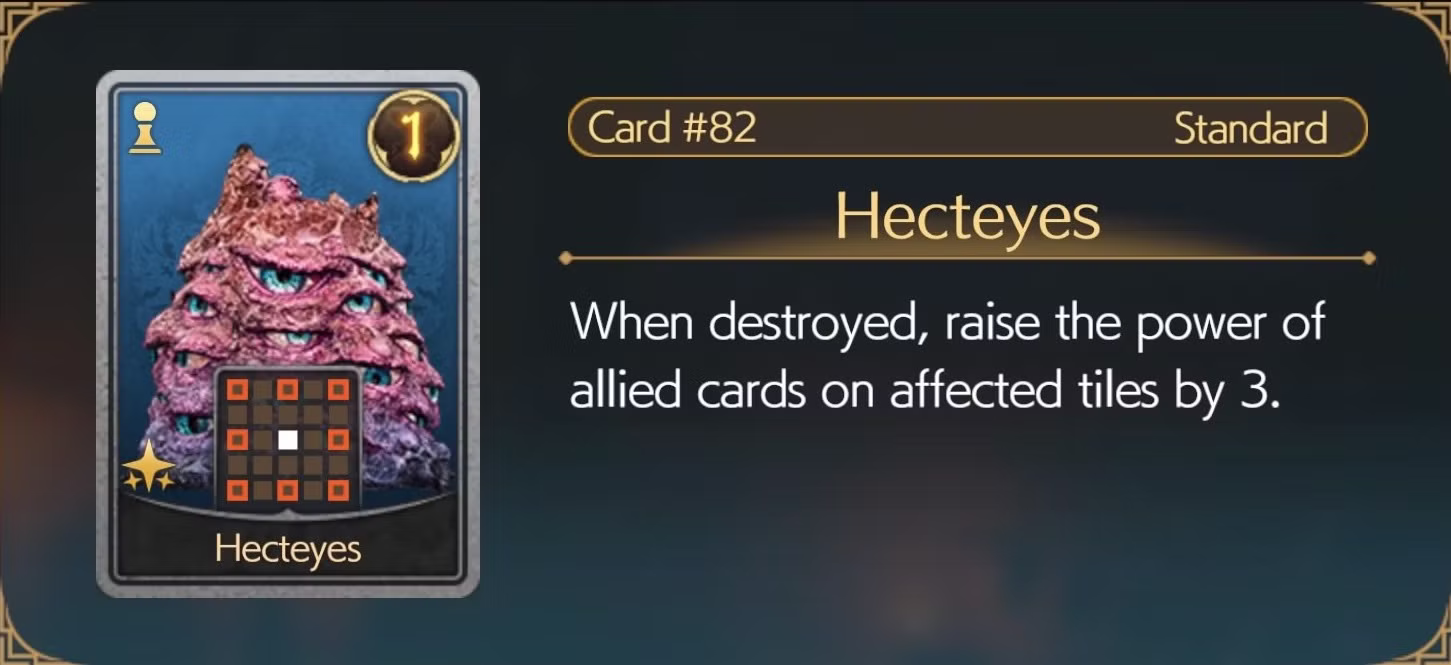 1
Hecteyes
Card #82
Standard
Hecteyes
When destroyed, raise the power of
allied cards on affected tiles by 3.